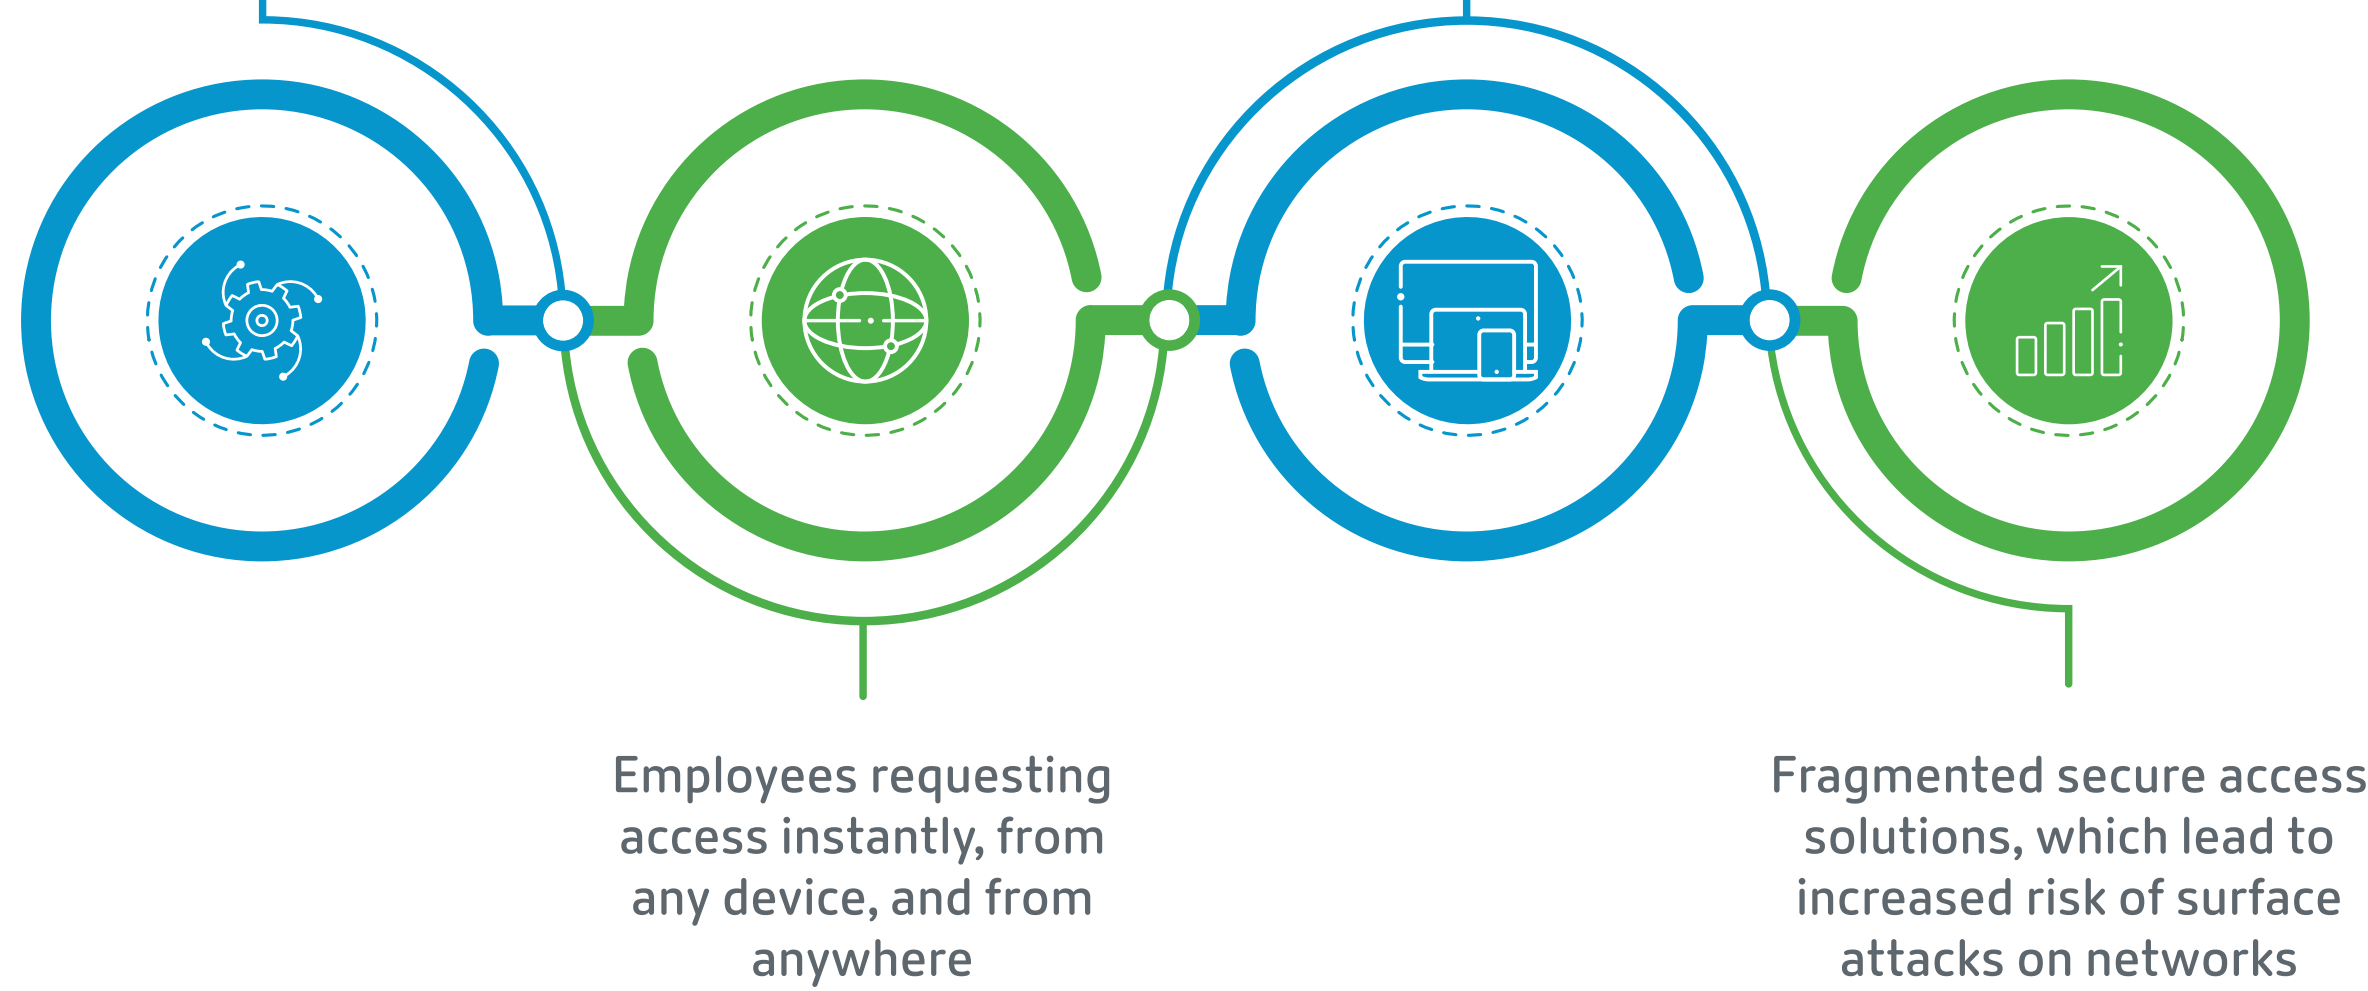 Employees requesting
access instantly, from
any device, and from
anywhere
Fragmented secure access
solutions, which lead to
increased risk of surface
attacks on networks